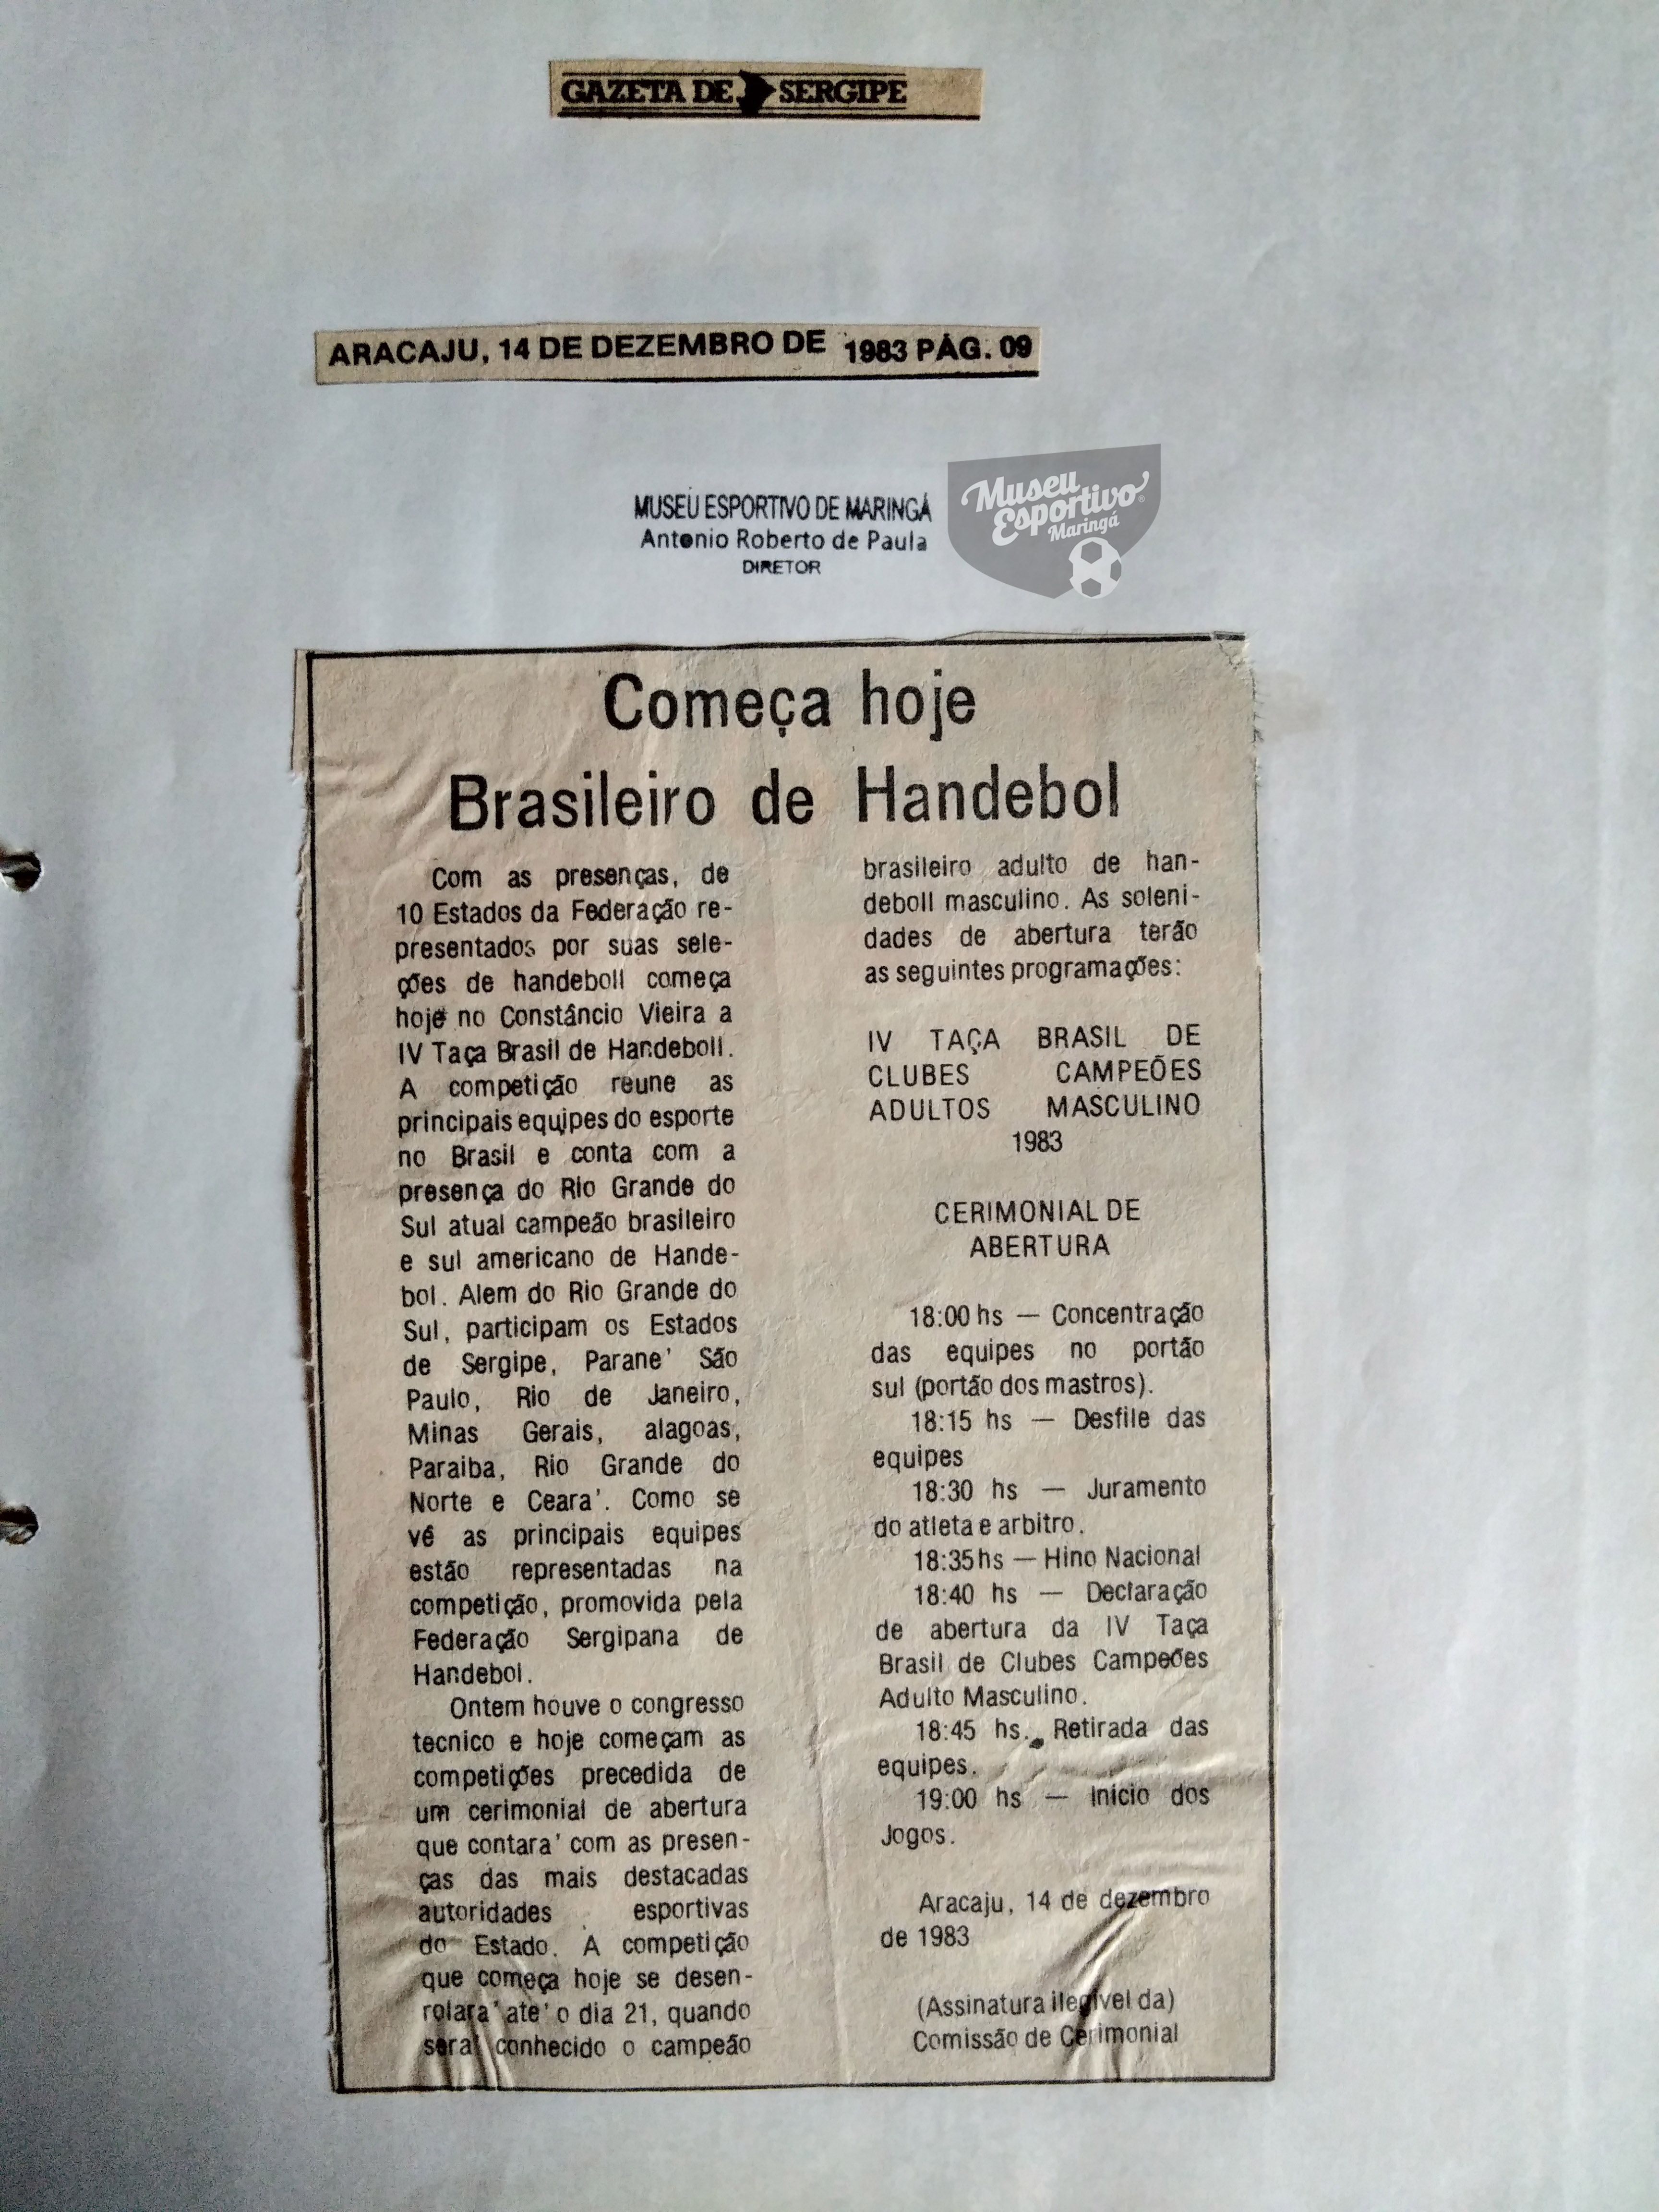 GAZETA DE SERGIPE
ARACAJU, 14 DE DEZEMBRO DE 1983 PÁG. 09
MUSEU ESPORTIVO DE MARINGÁ
Antonio Roberto de Paula
DIRETOR
Museu
Esportivo
Maringá
Começa hoje
Brasileiro de Handebol
Com as presenças, de
10 Estados da Federação re-
presentados por suas sele-
ções de handeboll começa
hoje no Constâncio Vieira a
IV Taça Brasil de Handeboll.
A competição reune as
principais equipes do esporte
no Brasil e conta com a
presença do Rio Grande do
Sul atual campeão brasileiro
e sul americano de Hande-
bol. Alem do Rio Grande do
Sul, participam os Estados
de Sergipe, Parane' São
Paulo, Rio de Janeiro,
Minas Gerais, alagoas,
Paraiba, Rio Grande do
Norte e Ceara'. Como se
vê as principais equipes
estão representadas na
competição, promovida pela
Federação Sergipana de
Handebol.
Ontem houve o congresso
tecnico e hoje começam as
competições precedida de
um cerimonial de abertura
que contara' com as presen-
ças das mais destacadas
autoridades esportivas
do Estado. A competição
que começa hoje se desen-
rolara' ate' o dia 21, quando
sera' conhecido o campeão
brasileiro adulto de han-
deboll masculino. As soleni-
dades de abertura terão
as seguintes programações:
IV TAÇA BRASIL DE
CLUBES CAMPEÕES
ADULTOS MASCULINO
1983
CERIMONIAL DE
ABERTURA
18:00 hs — Concentração
das equipes no portão
sul (portão dos mastros).
18:15 hs — Desfile das
equipes
18:30 hs — Juramento
do atleta e arbitro.
18:35 hs — Hino Nacional
18:40 hs — Declaração
de abertura da IV Taça
Brasil de Clubes Campeões
Adulto Masculino.
18:45 hs. Retirada das
equipes.
19:00 hs — Inicio dos
Jogos.
Aracaju, 14 de dezembro
de 1983
(Assinatura ilegível da)
Comissão de Cerimonial